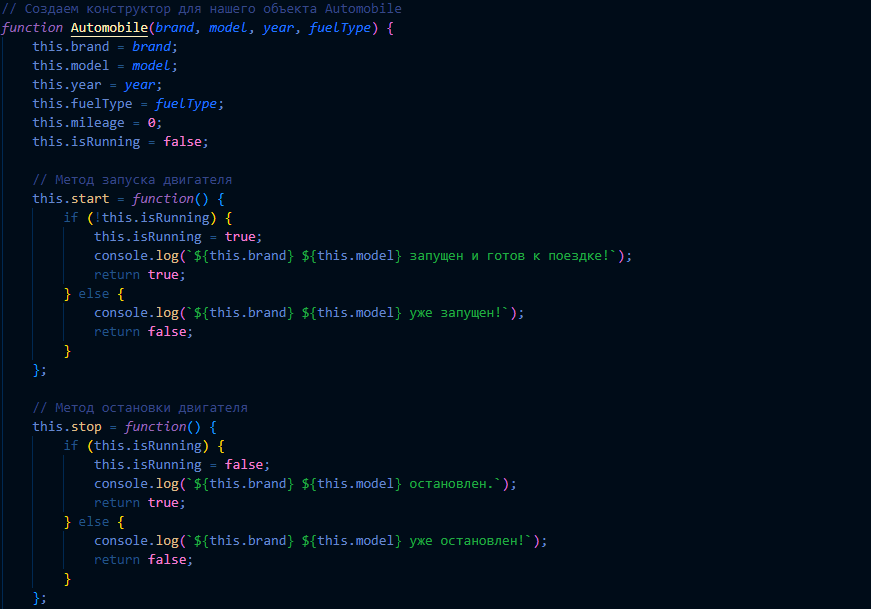 // Создаем конструктор для нашего объекта Automobile
function Automobile(brand, model, year, fuelType) {
    this.brand = brand;
    this.model = model;
    this.year = year;
    this.fuelType = fuelType;
    this.mileage = 0;
    this.isRunning = false;

    // Метод запуска двигателя
    this.start = function() {
        if (!this.isRunning) {
            this.isRunning = true;
            console.log(`${this.brand} ${this.model} запущен и готов к поездке!`);
            return true;
        } else {
            console.log(`${this.brand} ${this.model} уже запущен!`);
            return false;
        }
    };

    // Метод остановки двигателя
    this.stop = function() {
        if (this.isRunning) {
            this.isRunning = false;
            console.log(`${this.brand} ${this.model} остановлен.`);
            return true;
        } else {
            console.log(`${this.brand} ${this.model} уже остановлен!`);
            return false;
        }
    };